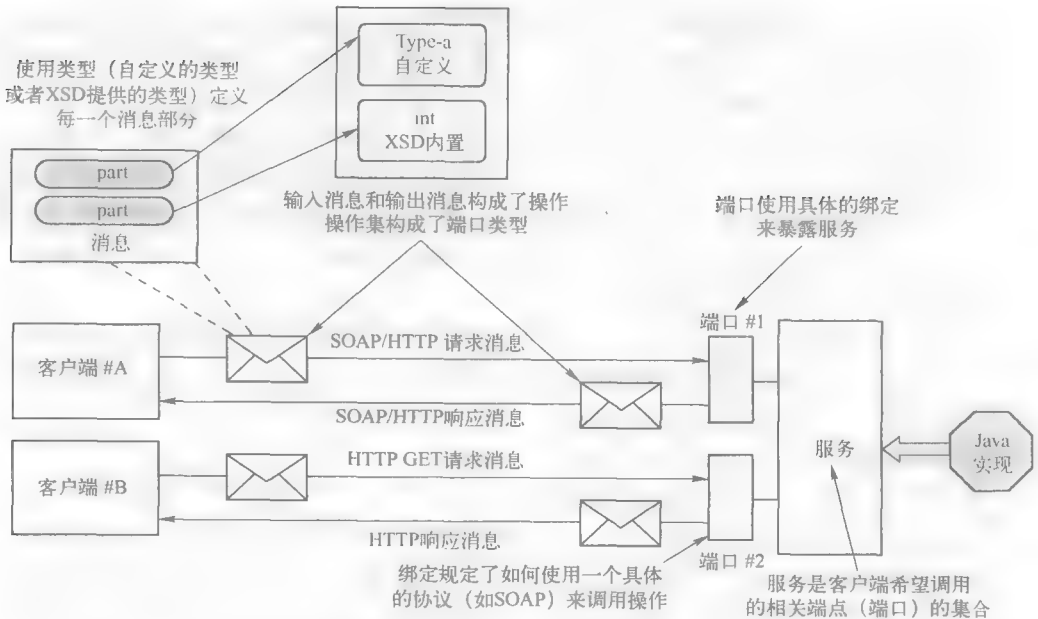 Type-a
自定义
int
XSD内置
使用类型（自定义的类型
或者XSD提供的类型）定义
每一个消息部分
part
part
消息
输入消息和输出消息构成了操作
操作集构成了端口类型
端口使用具体的绑定
来暴露服务
端口 #1
客户端 #A
SOAP/HTTP 请求消息
SOAP/HTTP响应消息
服务
Java
实现
客户端 #B
HTTP GET请求消息
HTTP响应消息
端口 #2
绑定规定了如何使用一个具体
的协议（如SOAP）来调用操作
服务是客户端希望调用
的相关端点（端口）的集合